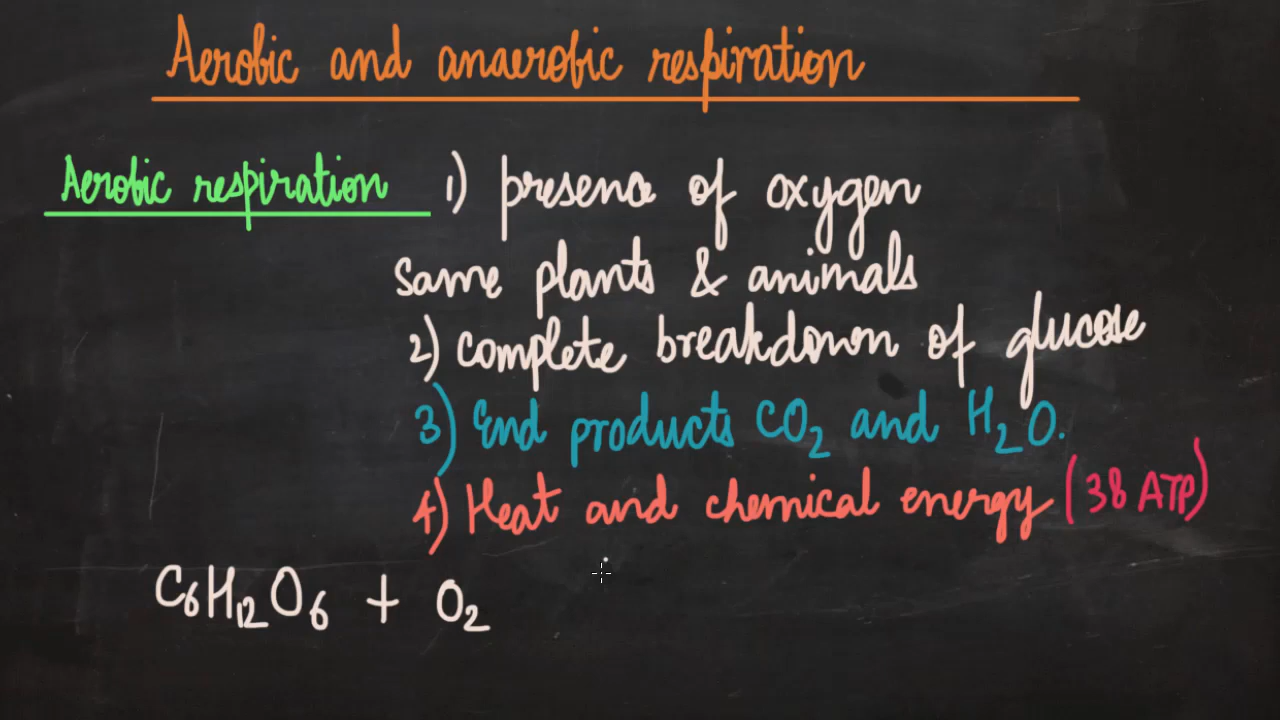 Aerobic and anaerobic respiration
Aerobic respiration 1) presence of oxygen
same plants & animals
2) complete breakdown of glucose
3) End products CO₂ and H₂O.
4) Heat and chemical energy (38 ATP)
C₆H₁₂O₆ + O₂